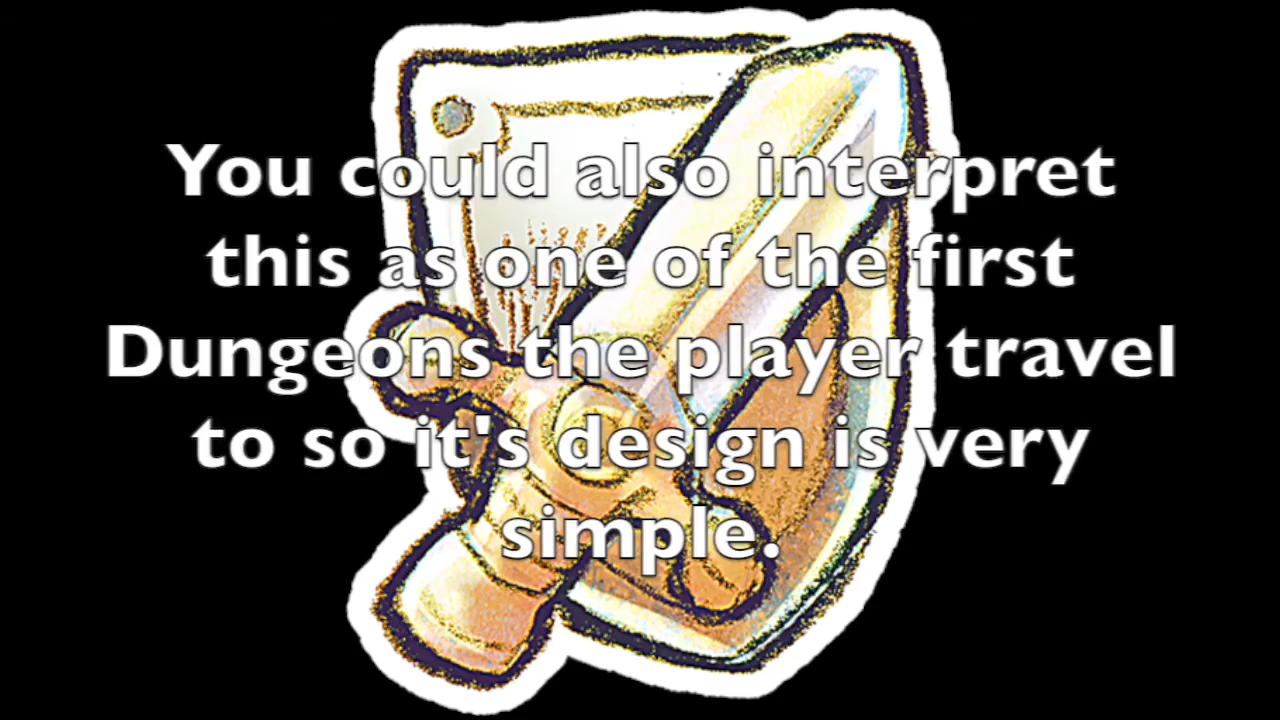 You could also interpret
this as one of the first
Dungeons the player travel
to so it's design is very
simple.